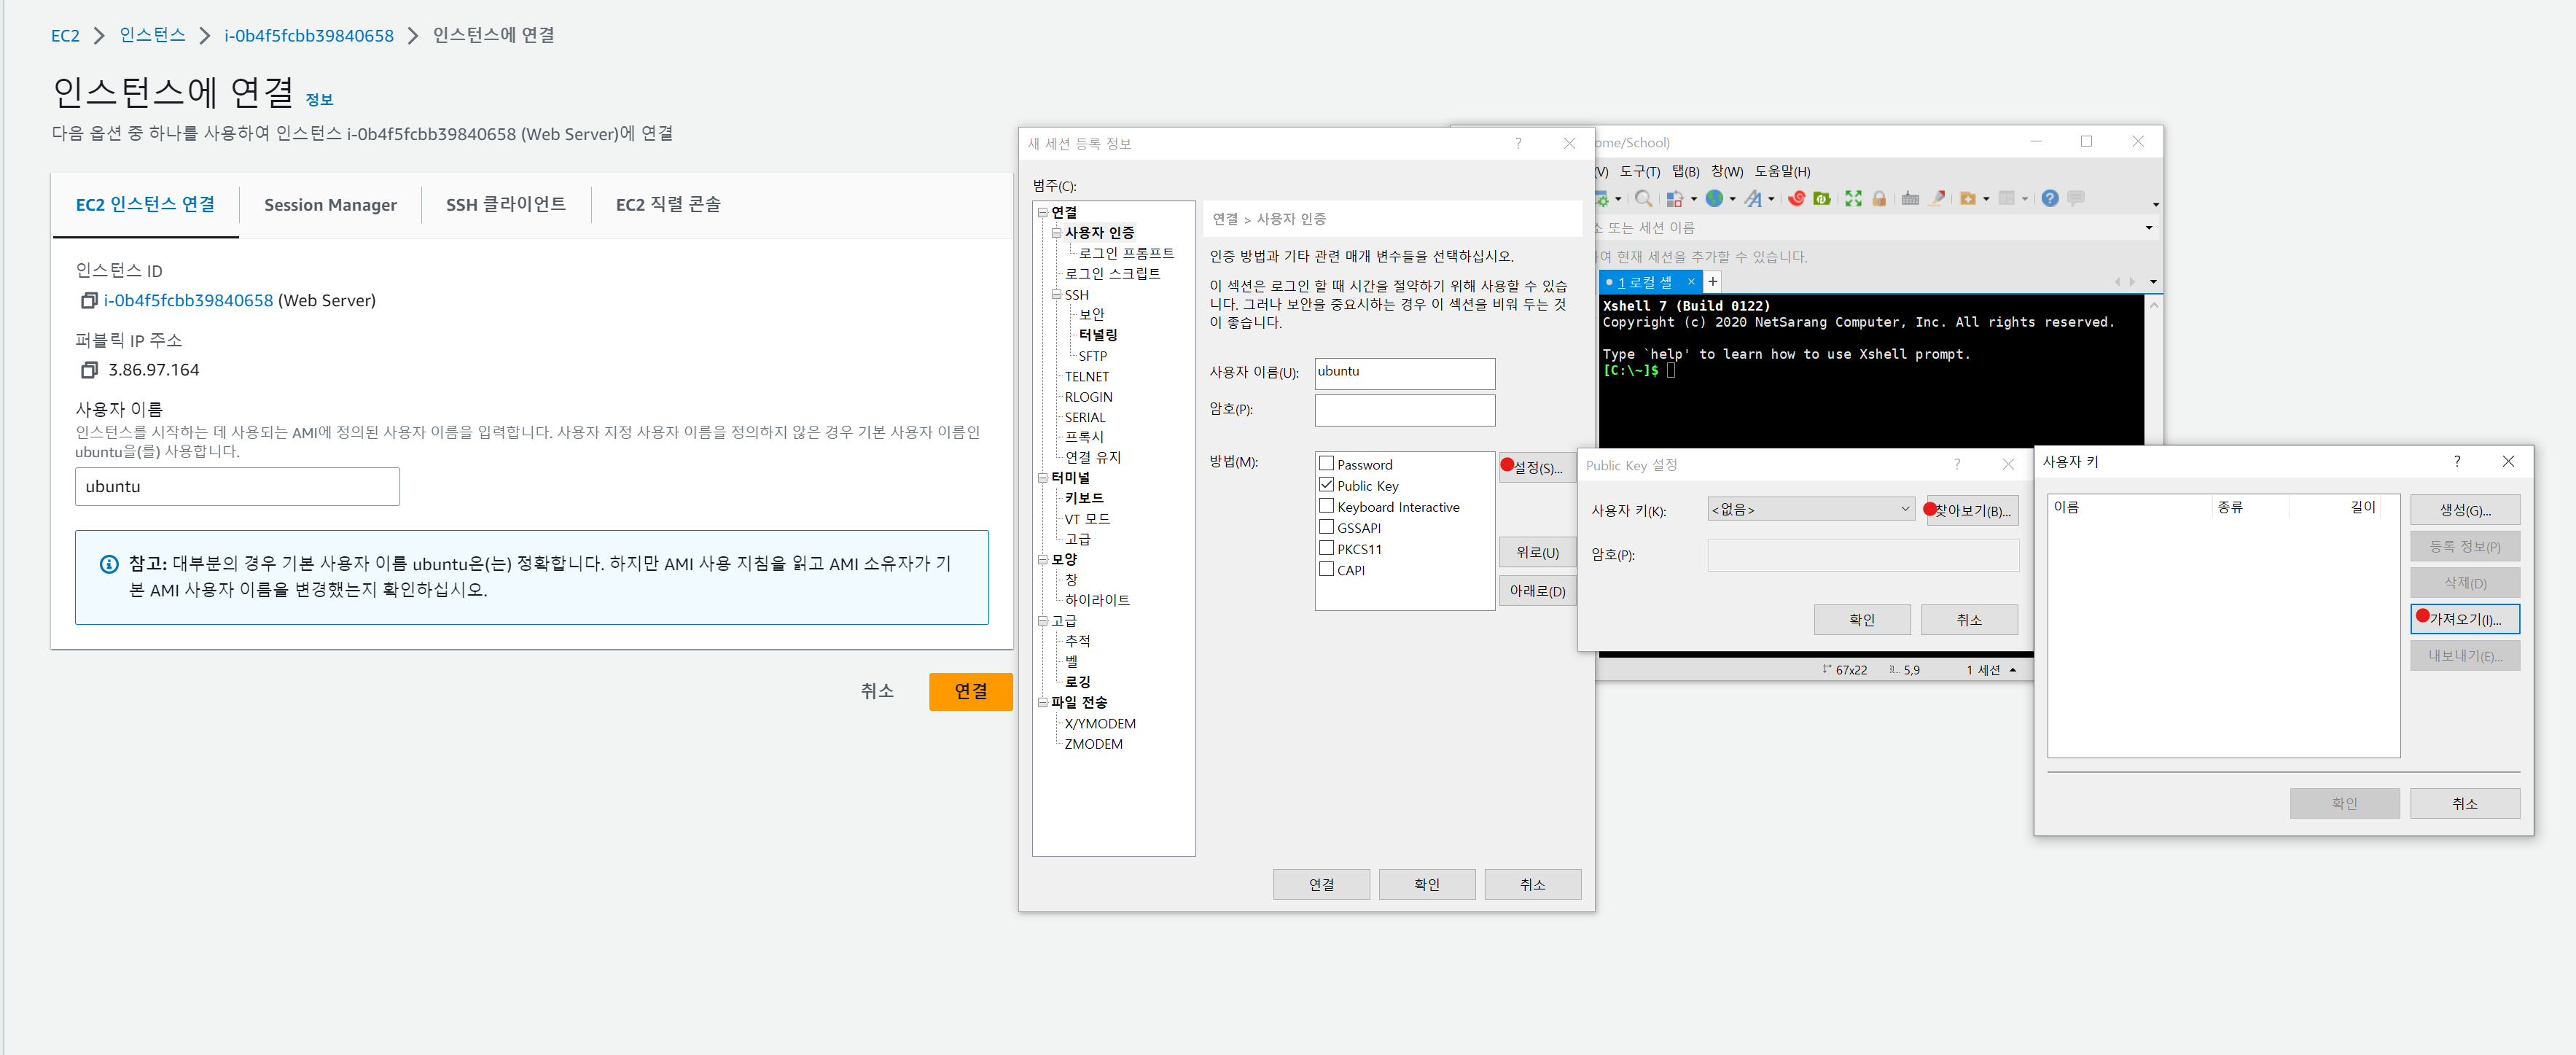 EC2 > 인스턴스 > i-0b4f5fcbb39840658 > 인스턴스에 연결
인스턴스에 연결 정보
다음 옵션 중 하나를 사용하여 인스턴스 i-0b4f5fcbb39840658 (Web Server)에 연결
EC2 인스턴스 연결
Session Manager
SSH 클라이언트
EC2 직렬 콘솔
인스턴스 ID
i-0b4f5fcbb39840658 (Web Server)
퍼블릭 IP 주소
3.86.97.164
사용자 이름
인스턴스를 시작하는 데 사용되는 AMI에 정의된 사용자 이름을 입력합니다. 사용자 지정 사용자 이름을 정의하지 않은 경우 기본 사용자 이름인
ubuntu을(를) 사용합니다.
ubuntu
참고: 대부분의 경우 기본 사용자 이름 ubuntu은(는) 정확합니다. 하지만 AMI 사용 지침을 읽고 AMI 소유자가 기
본 AMI 사용자 이름을 변경했는지 확인하십시오.
취소
연결
새 세션 등록 정보
범주(C):
연결
사용자 인증
로그인 프롬프트
로그인 스크립트
SSH
보안
터널링
SFTP
TELNET
RLOGIN
SERIAL
프록시
연결 유지
터미널
키보드
VT 모드
고급
모양
창
하이라이트
고급
추적
벨
로깅
파일 전송
X/YMODEM
ZMODEM
연결 > 사용자 인증
인증 방법과 기타 관련 매개 변수들을 선택하십시오.
이 섹션은 로그인 할 때 시간을 절약하기 위해 사용할 수 있습
니다. 그러나 보안을 중요시하는 경우 이 섹션을 비워 두는 것
이 좋습니다.
사용자 이름(U):
ubuntu
암호(P):
방법(M):
Password
Public Key
Keyboard Interactive
GSSAPI
PKCS11
CAPI
설정(S)...
위로(U)
아래로(D)
연결
확인
취소
ome/School)
(V) 도구(T) 탭(B) 창(W) 도움말(H)
또는 세션 이름
여 현재 세션을 추가할 수 있습니다.
1 로컬 셸
Xshell 7 (Build 0122)
Copyright (c) 2020 NetSarang Computer, Inc. All rights reserved.
Type `help' to learn how to use Xshell prompt.
[C:\~]$
67x22
5,9
1 세션
Public Key 설정
사용자 키(K):
<없음>
찾아보기(B)...
암호(P):
확인
취소
사용자 키
이름
종류
길이
생성(G)...
등록 정보(P)
삭제(D)
가져오기(I)...
내보내기(E)...
확인
취소